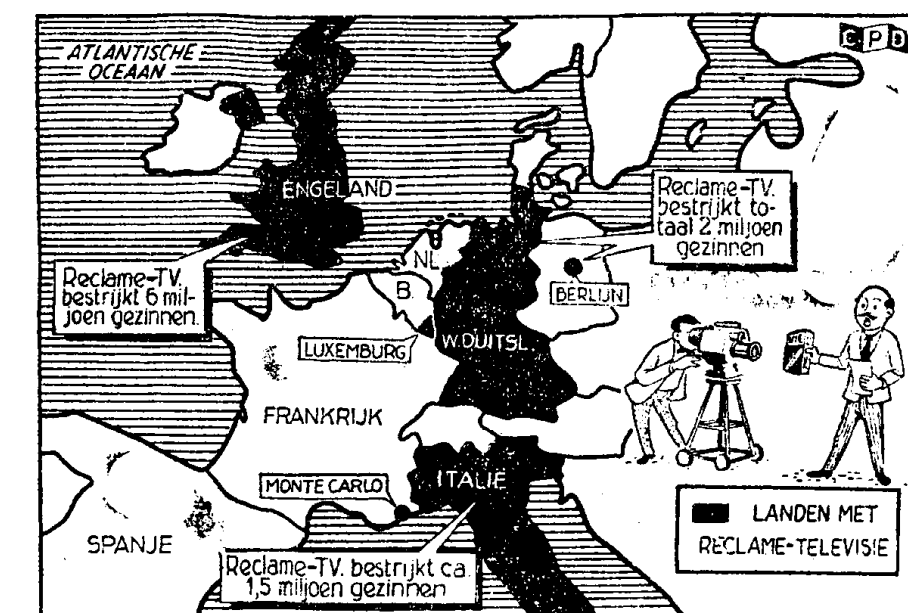 ATLANTISCHE
OCEAAN
CPD
ENGELAND
Reclame-TV.
bestrijkt to-
taal 2 miljoen
gezinnen
NL.
B.
BERLIJN
Reclame-TV.
bestrijkt 6 mil-
joen gezinnen.
LUXEMBURG
W.DUITSL.
FRANKRIJK
ITALIE
MONTE CARLO
SPANJE
LANDEN MET
RECLAME-TELEVISIE
Reclame-TV. bestrijkt ca.
1,5 miljoen gezinnen